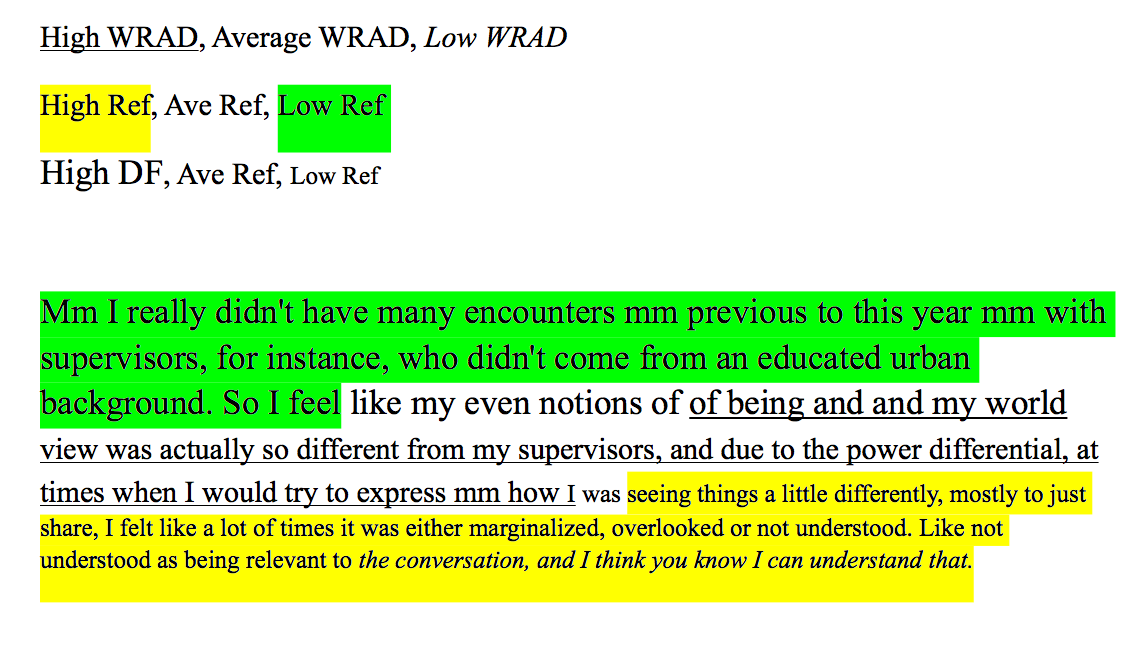 High WRAD, Average WRAD, Low WRAD
High Ref, Ave Ref, Low Ref
High DF, Ave Ref, Low Ref
Mm I really didn't have many encounters mm previous to this year mm with
supervisors, for instance, who didn't come from an educated urban
background. So I feel like my even notions of of being and and my world
view was actually so different from my supervisors, and due to the power differential, at
times when I would try to express mm how I was seeing things a little differently, mostly to just
share, I felt like a lot of times it was either marginalized, overlooked or not understood. Like not
understood as being relevant to the conversation, and I think you know I can understand that.